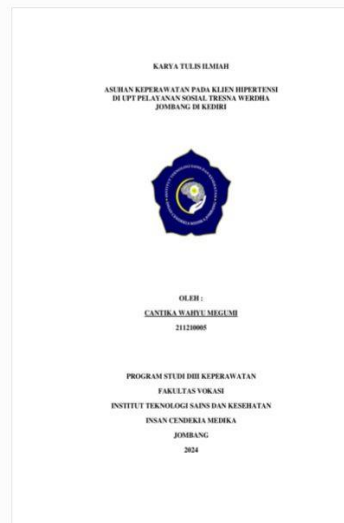 KARYA TULIS ILMIAH
ASUHAN KEPERAWATAN PADA KLIEN HIPERTENSI
DI UPT PELAYANAN SOSIAL TRESNA WERDHA
JOMBANG DI KEDIRI
OLEH :
CANTIKA WAHYU MEGUMI
211210005
PROGRAM STUDI DIII KEPERAWATAN
FAKULTAS VOKASI
INSTITUT TEKNOLOGI SAINS DAN KESEHATAN
INSAN CENDEKIA MEDIKA
JOMBANG
2024